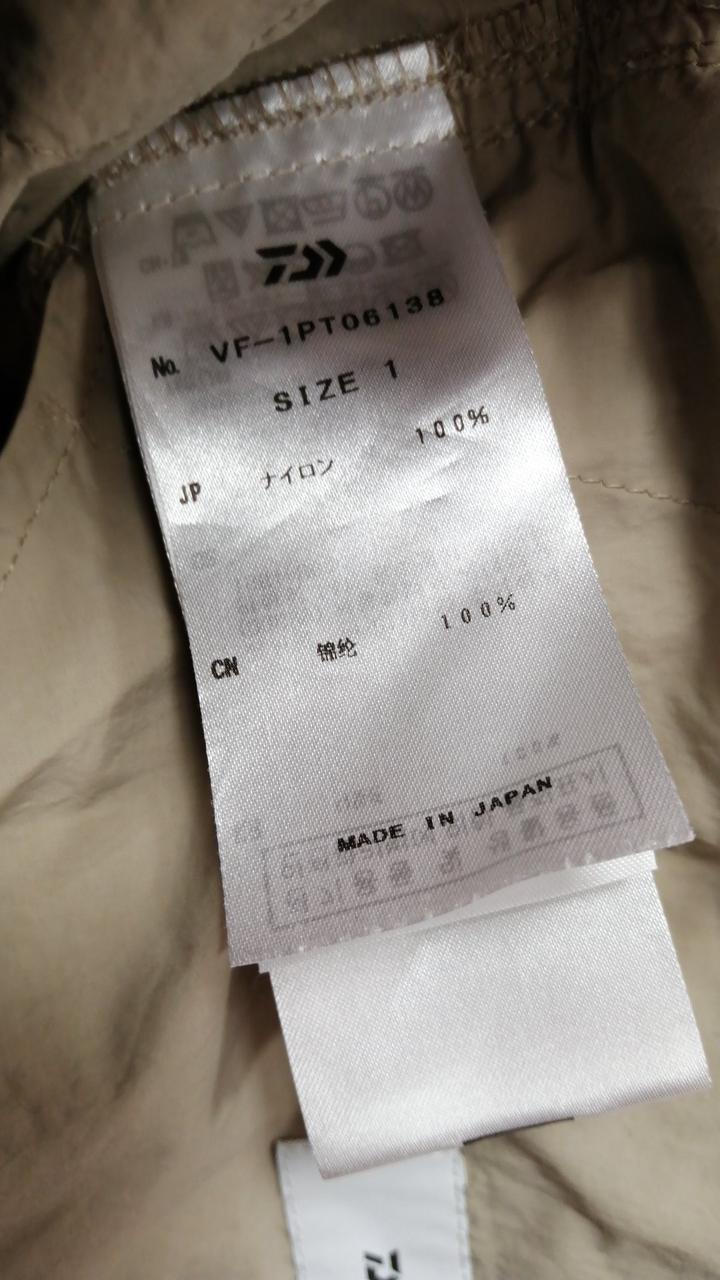 No. VF-1PT06138
SIZE 1
JP ナイロン 100%
CN 锦纶 100%
MADE IN JAPAN